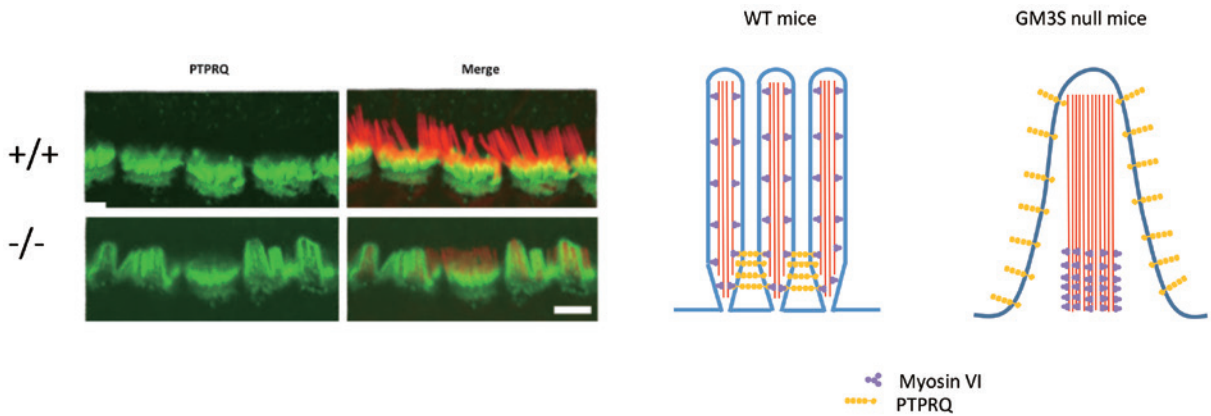 WT mice
GM3S null mice
PTPRQ
Merge
+/+
-/-
Myosin VI
PTPRQ